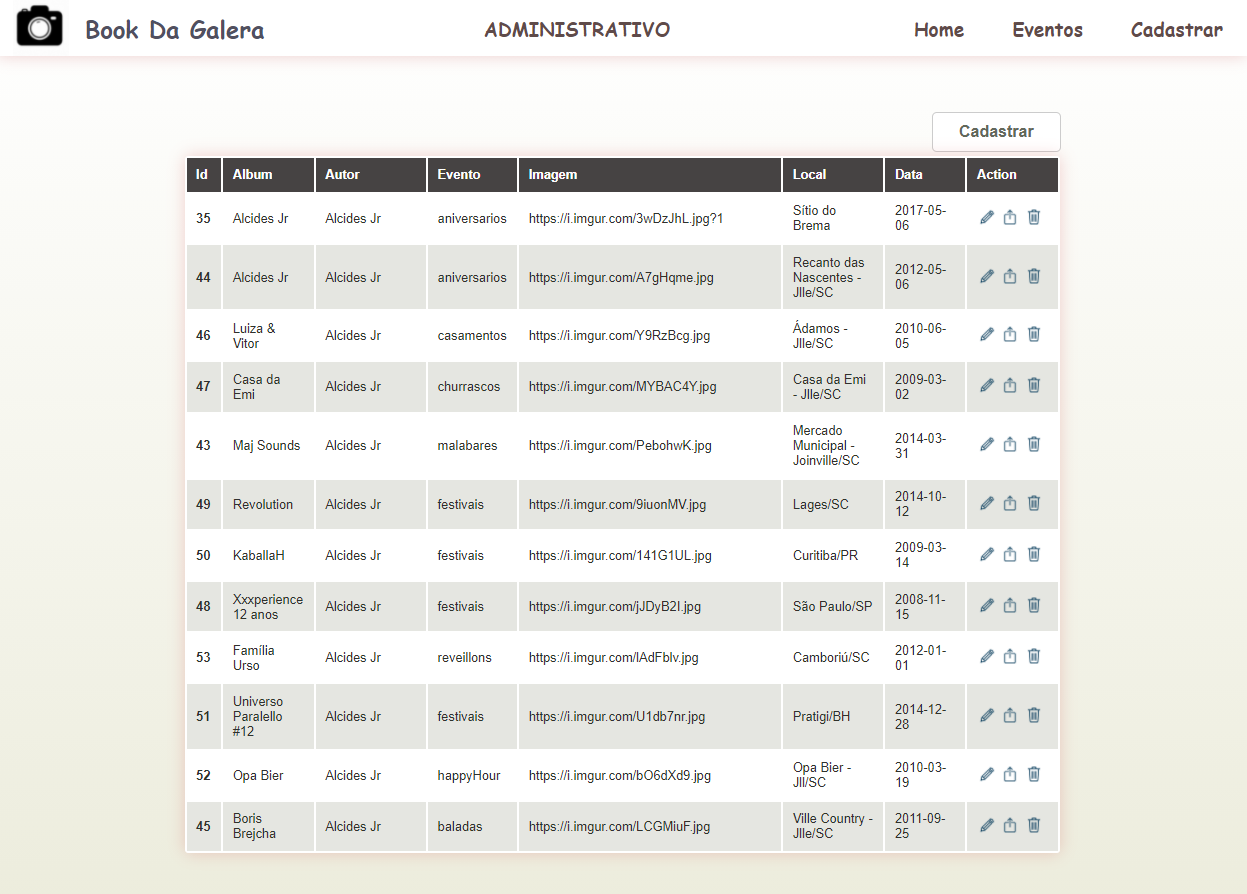 Book Da Galera
ADMINISTRATIVO
Home
Eventos
Cadastrar
Cadastrar
Id Album Autor Evento Imagem Local Data Action
35 Alcides Jr Alcides Jr aniversarios https://i.imgur.com/3wDzJhL.jpg?1 Sítio do
Brema 2017-05-
06
44 Alcides Jr Alcides Jr aniversarios https://i.imgur.com/A7gHqme.jpg Recanto das
Nascentes -
Jlle/SC 2012-05-
06
46 Luiza &
Vitor Alcides Jr casamentos https://i.imgur.com/Y9RzBcg.jpg Ádamos -
Jlle/SC 2010-06-
05
47 Casa da
Emi Alcides Jr churrascos https://i.imgur.com/MYBAC4Y.jpg Casa da Emi
- Jlle/SC 2009-03-
02
43 Maj Sounds Alcides Jr malabares https://i.imgur.com/PebohwK.jpg Mercado
Municipal -
Joinville/SC 2014-03-
31
49 Revolution Alcides Jr festivais https://i.imgur.com/9iuonMV.jpg Lages/SC 2014-10-
12
50 KaballaH Alcides Jr festivais https://i.imgur.com/141G1UL.jpg Curitiba/PR 2009-03-
14
48 Xxxperience
12 anos Alcides Jr festivais https://i.imgur.com/jJDyB2I.jpg São Paulo/SP 2008-11-
15
53 Família
Urso Alcides Jr reveillons https://i.imgur.com/lAdFblv.jpg Camboriú/SC 2012-01-
01
51 Universo
Paralello
#12 Alcides Jr festivais https://i.imgur.com/U1db7nr.jpg Pratigi/BH 2014-12-
28
52 Opa Bier Alcides Jr happyHour https://i.imgur.com/bO6dXd9.jpg Opa Bier -
Jll/SC 2010-03-
19
45 Boris
Brejcha Alcides Jr baladas https://i.imgur.com/LCGMiuF.jpg Ville Country -
Jlle/SC 2011-09-
25